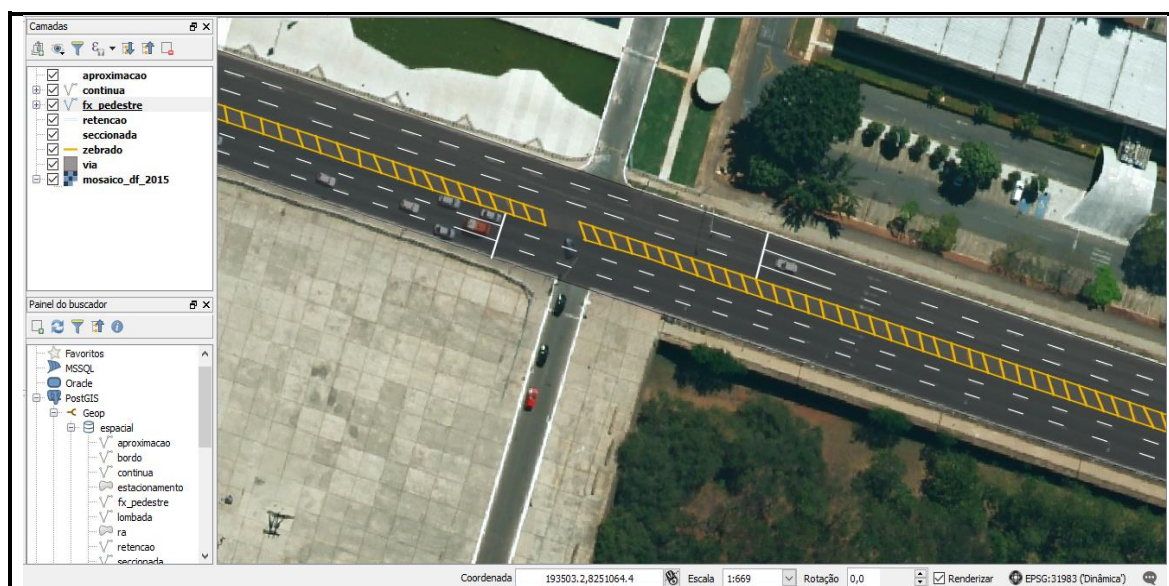 Camadas
aproximacao
continua
fx_pedestre
retencao
seccionada
zebrado
via
mosaico_df_2015
Painel do buscador
Favoritos
MSSQL
Oracle
PostGIS
Geop
espacial
aproximacao
bordo
continua
estacionamento
fx_pedestre
lombada
ra
retencao
seccionada
Coordenada 193503.2,8251064.4 Escala 1:669 Rotação 0,0 Renderizar EPSG:31983 ('Dinâmica')